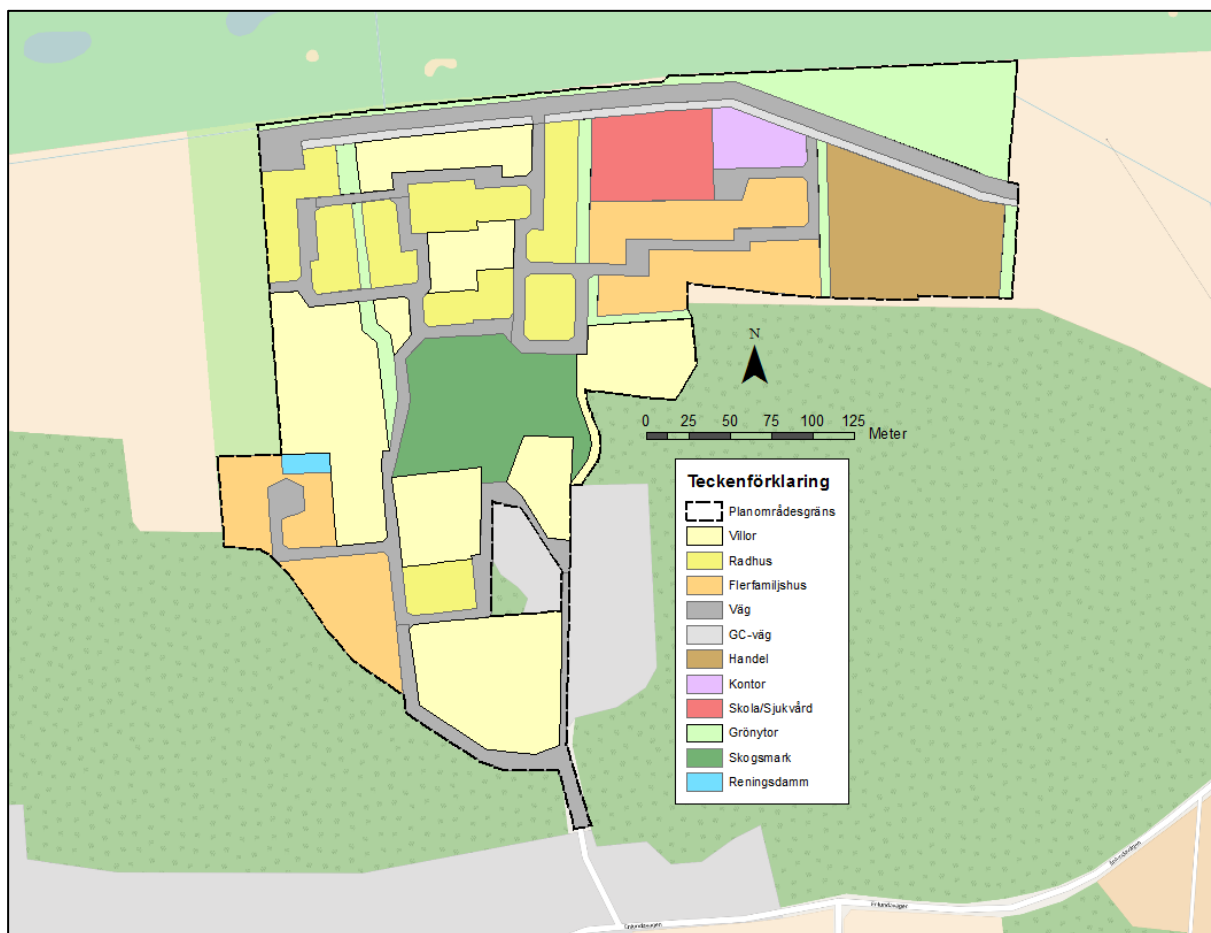 N
0 25 50 75 100 125
Meter
Teckenförklaring
Planområdesgräns
Villor
Radhus
Flerfamiljshus
Väg
GC-väg
Handel
Kontor
Skola/Sjukvård
Grönytor
Skogsmark
Reningsdamm